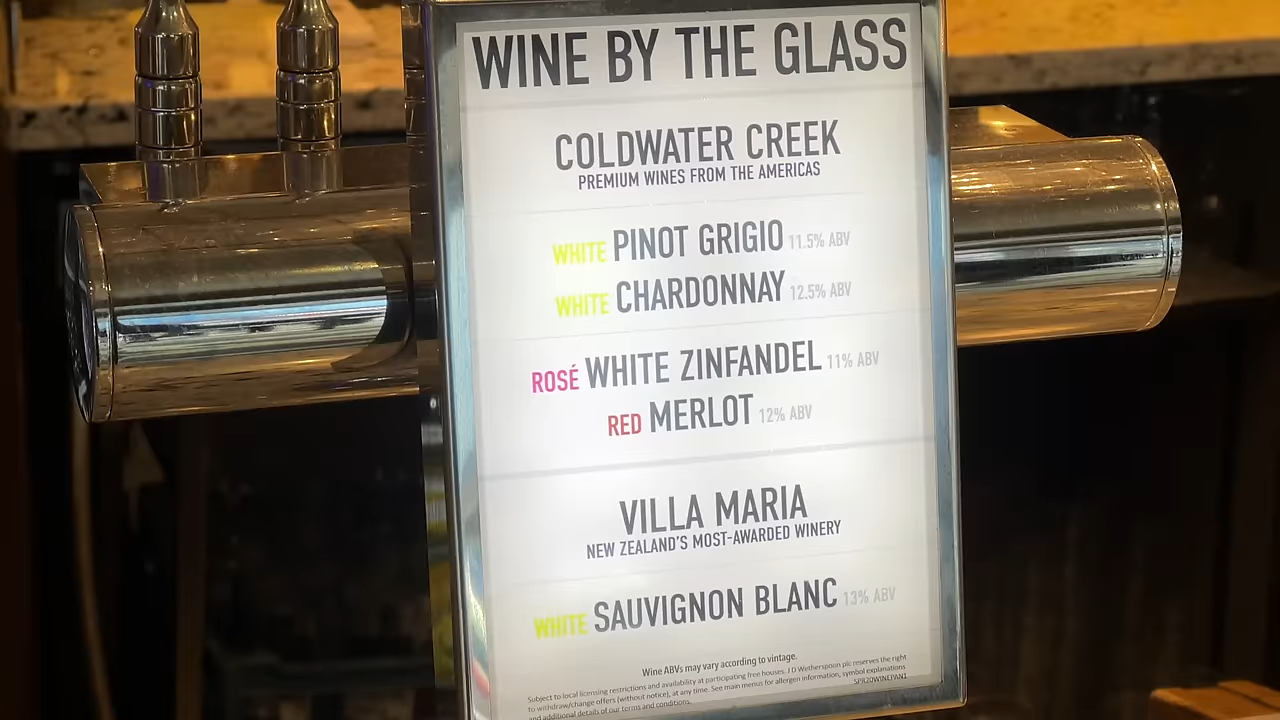 WINE BY THE GLASS
COLDWATER CREEK
PREMIUM WINES FROM THE AMERICAS
WHITE PINOT GRIGIO 11.5% ABV
WHITE CHARDONNAY 12.5% ABV
ROSÉ WHITE ZINFANDEL 11% ABV
RED MERLOT 12% ABV
VILLA MARIA
NEW ZEALAND'S MOST-AWARDED WINERY
WHITE SAUVIGNON BLANC 13% ABV
Wine ABVs may vary according to vintage.
Subject to local licensing restrictions and availability at participating free houses. J D Wetherspoon plc reserves the right
to withdraw/change offers (without notice), at any time. See main menus for allergen information, symbol explanations
and additional details of our terms and conditions.
SPR20WINEPAN1